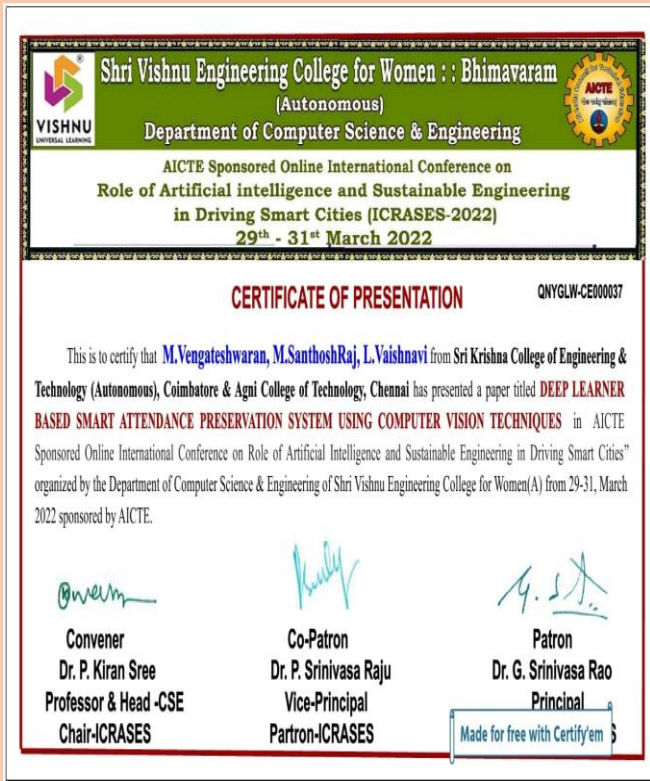 VISHNU
UNIVERSAL LEARNING
Shri Vishnu Engineering College for Women : : Bhimavaram
(Autonomous)
Department of Computer Science & Engineering
AICTE
AICTE Sponsored Online International Conference on
Role of Artificial intelligence and Sustainable Engineering
in Driving Smart Cities (ICRASES-2022)
29th - 31st March 2022
CERTIFICATE OF PRESENTATION
QNYGLW-CE000037
This is to certify that M.Vengateshwaran, M.SanthoshRaj, L.Vaishnavi from Sri Krishna College of Engineering &
Technology (Autonomous), Coimbatore & Agni College of Technology, Chennai has presented a paper titled DEEP LEARNER
BASED SMART ATTENDANCE PRESERVATION SYSTEM USING COMPUTER VISION TECHNIQUES in AICTE
Sponsored Online International Conference on Role of Artificial Intelligence and Sustainable Engineering in Driving Smart Cities”
organized by the Department of Computer Science & Engineering of Shri Vishnu Engineering College for Women(A) from 29-31, March
2022 sponsored by AICTE.
Convener
Dr. P. Kiran Sree
Professor & Head -CSE
Chair-ICRASES
Co-Patron
Dr. P. Srinivasa Raju
Vice-Principal
Partron-ICRASES
Patron
Dr. G. Srinivasa Rao
Principal
Made for free with Certify'em